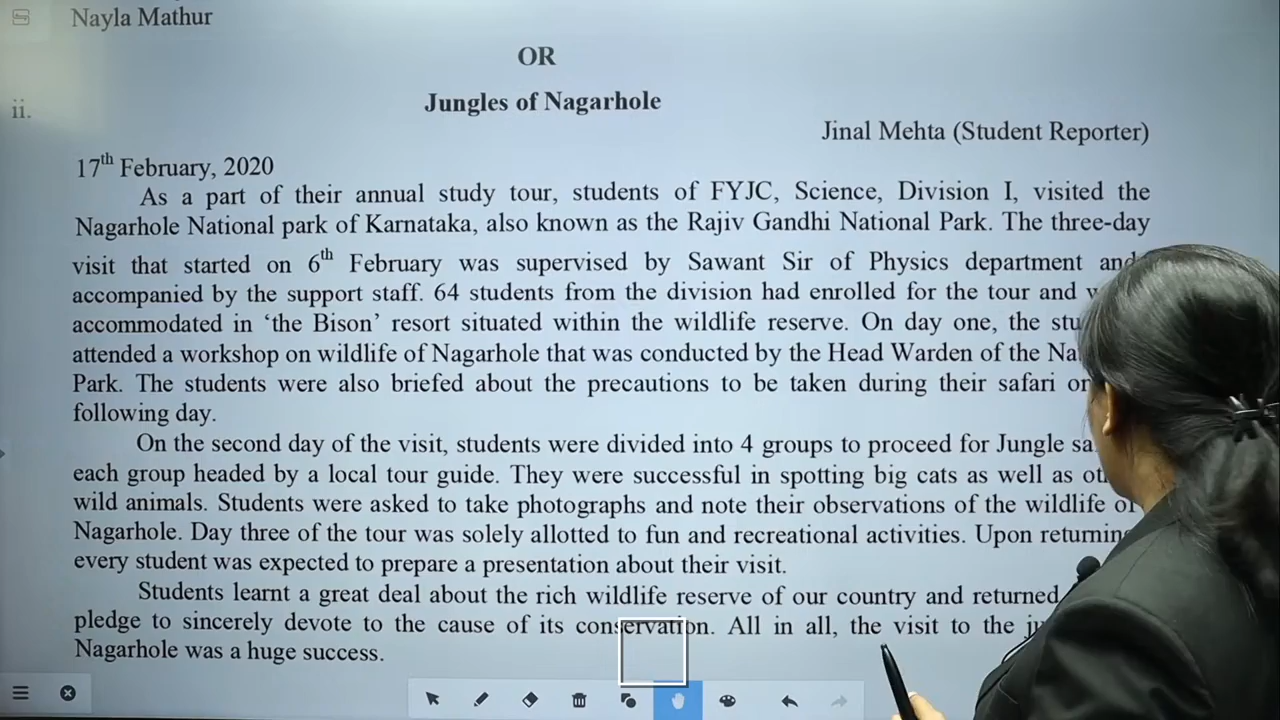 Nayla Mathur
OR
ii.
Jungles of Nagarhole
Jinal Mehta (Student Reporter)
17th February, 2020
As a part of their annual study tour, students of FYJC, Science, Division I, visited the
Nagarhole National park of Karnataka, also known as the Rajiv Gandhi National Park. The three-day
visit that started on 6th February was supervised by Sawant Sir of Physics department and
accompanied by the support staff. 64 students from the division had enrolled for the tour and
accommodated in ‘the Bison’ resort situated within the wildlife reserve. On day one, the
attended a workshop on wildlife of Nagarhole that was conducted by the Head Warden of the
Park. The students were also briefed about the precautions to be taken during their safari
following day.
On the second day of the visit, students were divided into 4 groups to proceed for Jungle
each group headed by a local tour guide. They were successful in spotting big cats as well as
wild animals. Students were asked to take photographs and note their observations of the wildlife of
Nagarhole. Day three of the tour was solely allotted to fun and recreational activities. Upon returning
every student was expected to prepare a presentation about their visit.
Students learnt a great deal about the rich wildlife reserve of our country and returned
pledge to sincerely devote to the cause of its conservation. All in all, the visit to the
Nagarhole was a huge success.